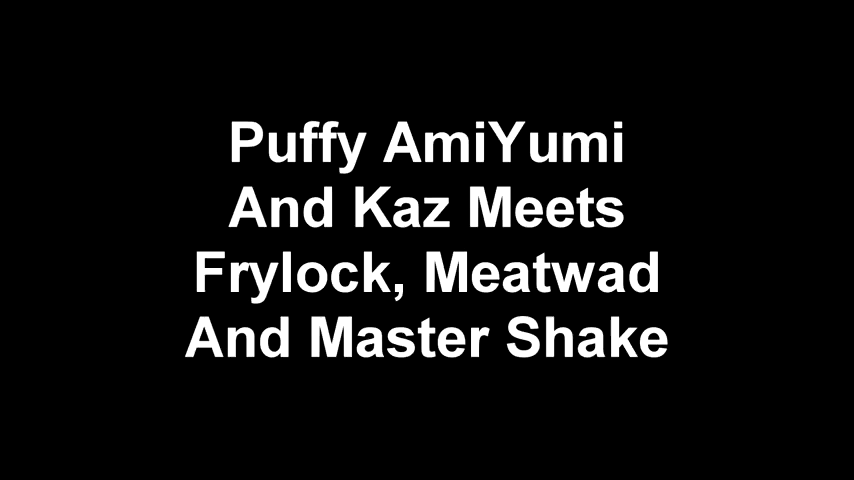 Puffy AmiYumi
And Kaz Meets
Frylock, Meatwad
And Master Shake